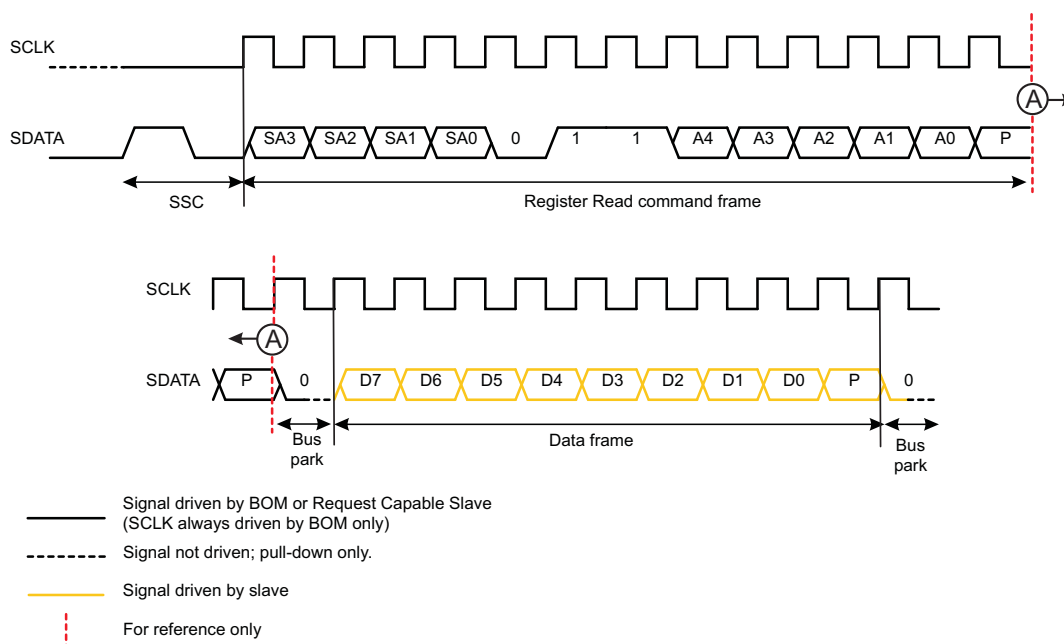 SCLK
A
SDATA SA3 SA2 SA1 SA0 0 1 1 A4 A3 A2 A1 A0 P
SSC Register Read command frame
SCLK
A
SDATA P 0 D7 D6 D5 D4 D3 D2 D1 D0 P 0
Bus park Data frame Bus park
Signal driven by BOM or Request Capable Slave
(SCLK always driven by BOM only)
Signal not driven; pull-down only.
Signal driven by slave
For reference only